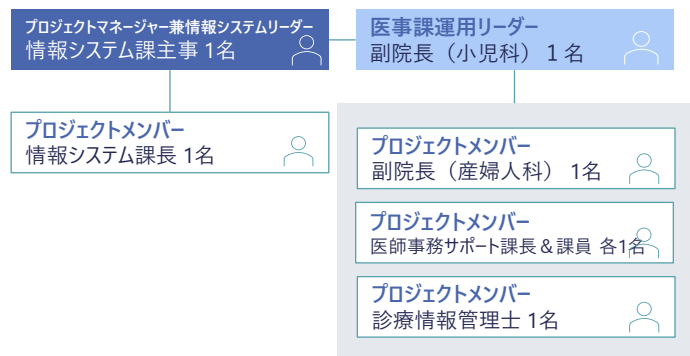 プロジェクトマネージャー兼情報システムリーダー
情報システム課主事 1名
医事課運用リーダー
副院長（小児科） 1 名
プロジェクトメンバー
情報システム課長 1名
プロジェクトメンバー
副院長（産婦人科） 1名
プロジェクトメンバー
医師事務サポート課長＆課員 各1名
プロジェクトメンバー
診療情報管理士 1名